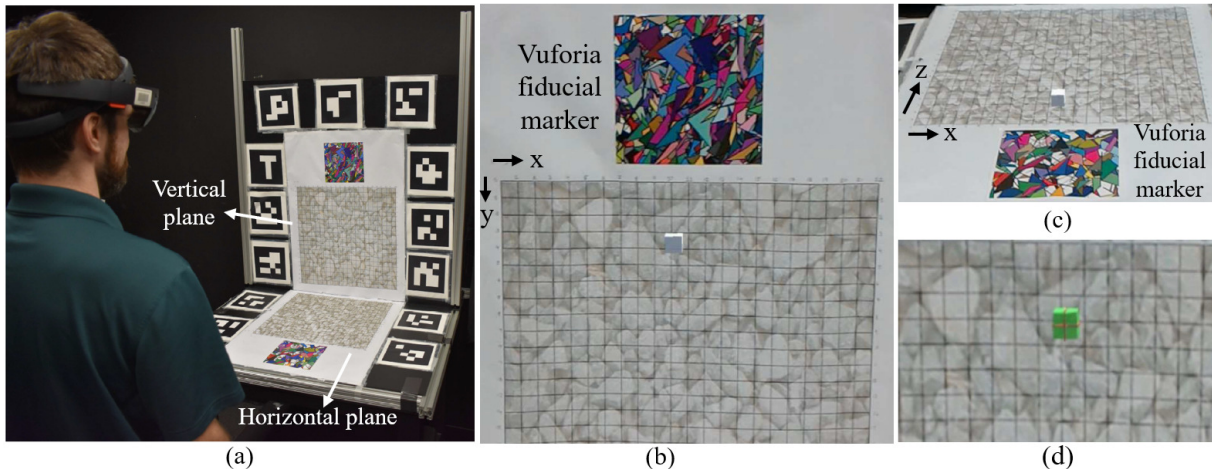 Vertical
plane
Horizontal plane
(a)
Vuforia
fiducial
marker
x
y
(b)
z
x
Vuforia
fiducial
marker
(c)
(d)